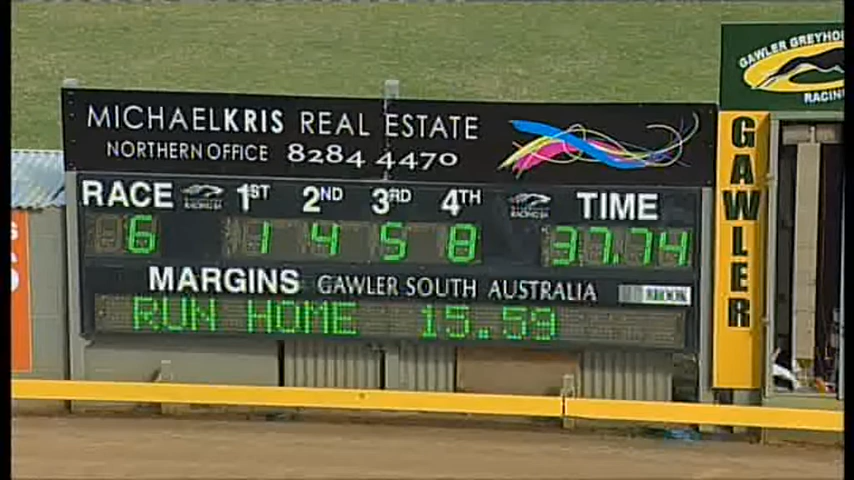 GAWLER GREYHO
RACIN
MICHAELKRIS REAL ESTATE
NORTHERN OFFICE 8284 4470
RACE 1ST 2ND 3RD 4TH TIME
6 1 4 5 8 37.74
MARGINS GAWLER SOUTH AUSTRALIA
RUN HOME 15.59
GAWLER